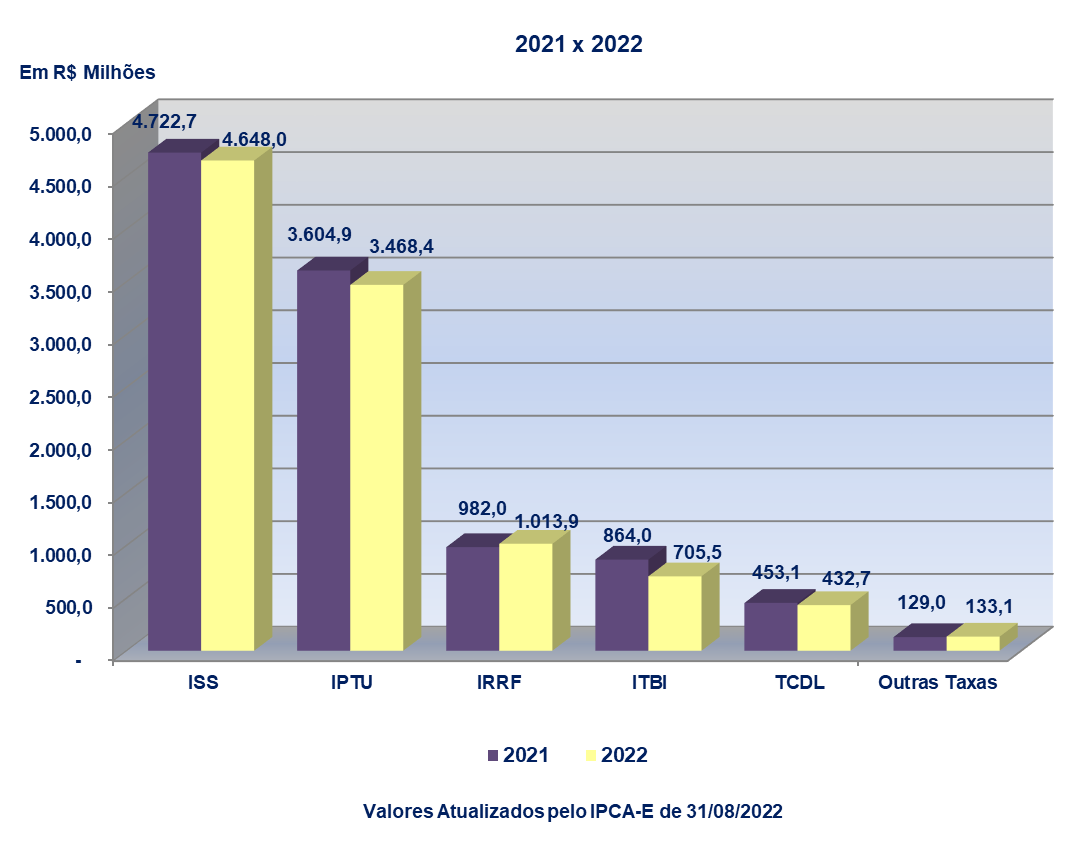 2021 x 2022
Em R$ Milhões
4.722,7
4.648,0
3.604,9
3.468,4
982,0
1.013,9
864,0
705,5
453,1
432,7
129,0
133,1
5.000,0
4.500,0
4.000,0
3.500,0
3.000,0
2.500,0
2.000,0
1.500,0
1.000,0
500,0
-
ISS
IPTU
IRRF
ITBI
TCDL
Outras Taxas
2021
2022
Valores Atualizados pelo IPCA-E de 31/08/2022